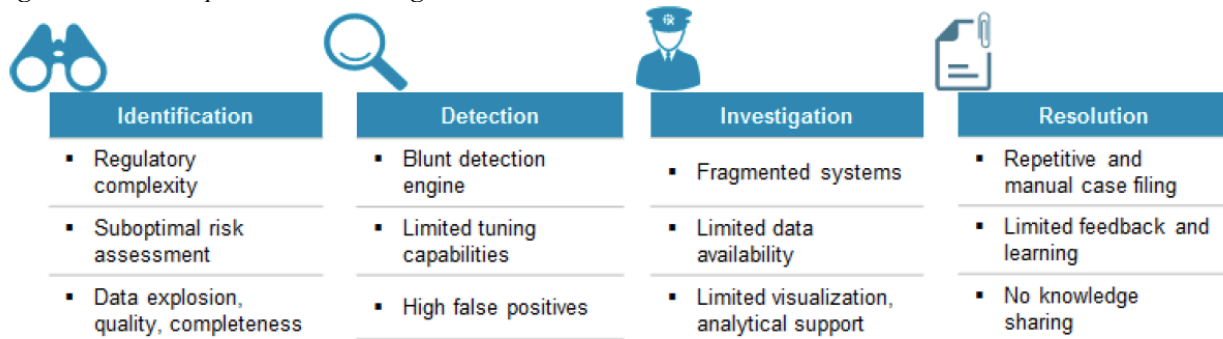 Identification
▪ Regulatory
complexity
▪ Suboptimal risk
assessment
▪ Data explosion,
quality, completeness
Detection
▪ Blunt detection
engine
▪ Limited tuning
capabilities
▪ High false positives
Investigation
▪ Fragmented systems
▪ Limited data
availability
▪ Limited visualization,
analytical support
Resolution
▪ Repetitive and
manual case filing
▪ Limited feedback and
learning
▪ No knowledge
sharing